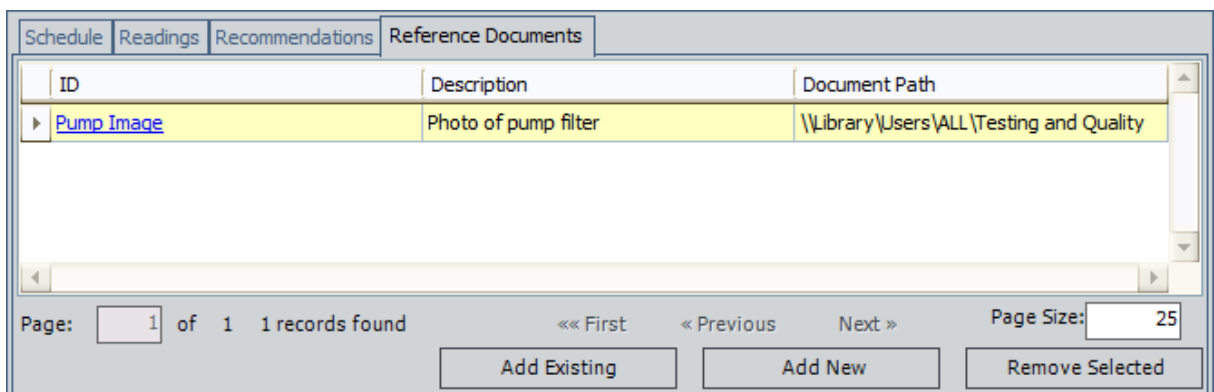 Schedule Readings Recommendations Reference Documents
ID Description Document Path
Pump Image Photo of pump filter \\Library\Users\ALL\Testing and Quality
Page: 1 of 1 1 records found «« First « Previous Next » Page Size: 25
Add Existing Add New Remove Selected